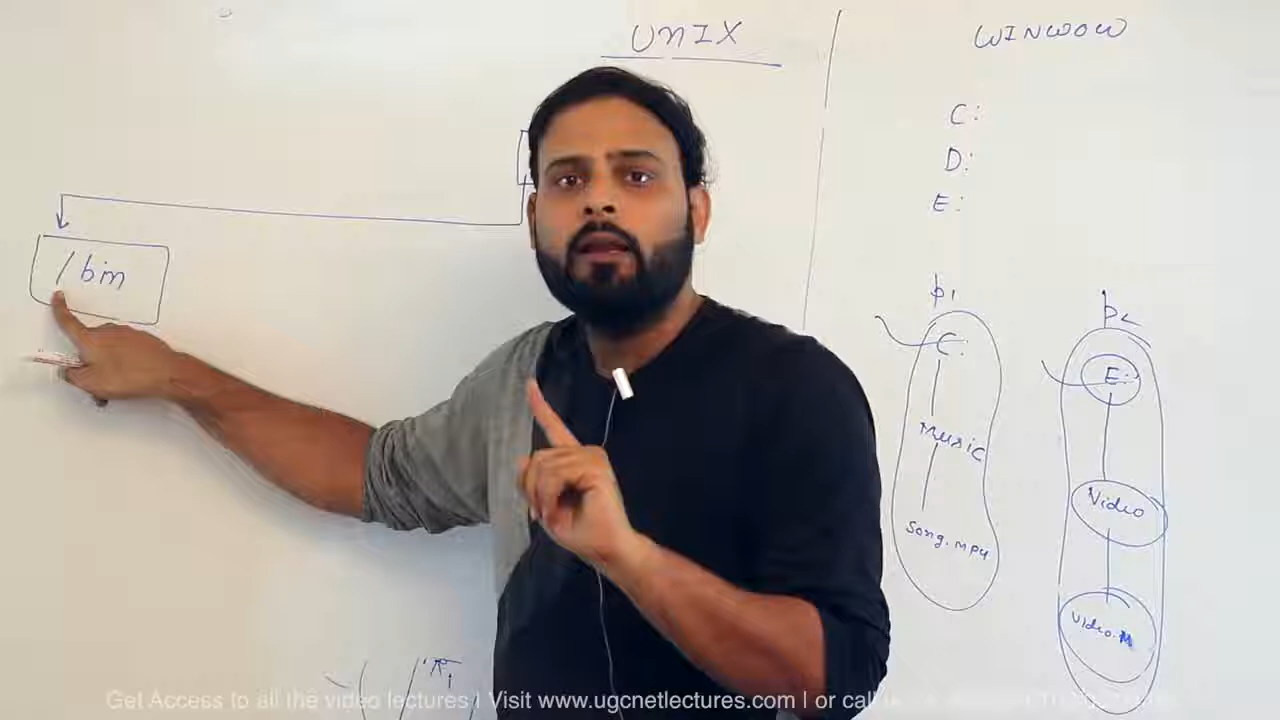 UNIX
WINWOW
C:
D:
E:
/bin
P1
P2
C:
E:
Music
Video
Song.mp4
Video.M
Get Access to all the video lectures | Visit www.ugcnetlectures.com | or call